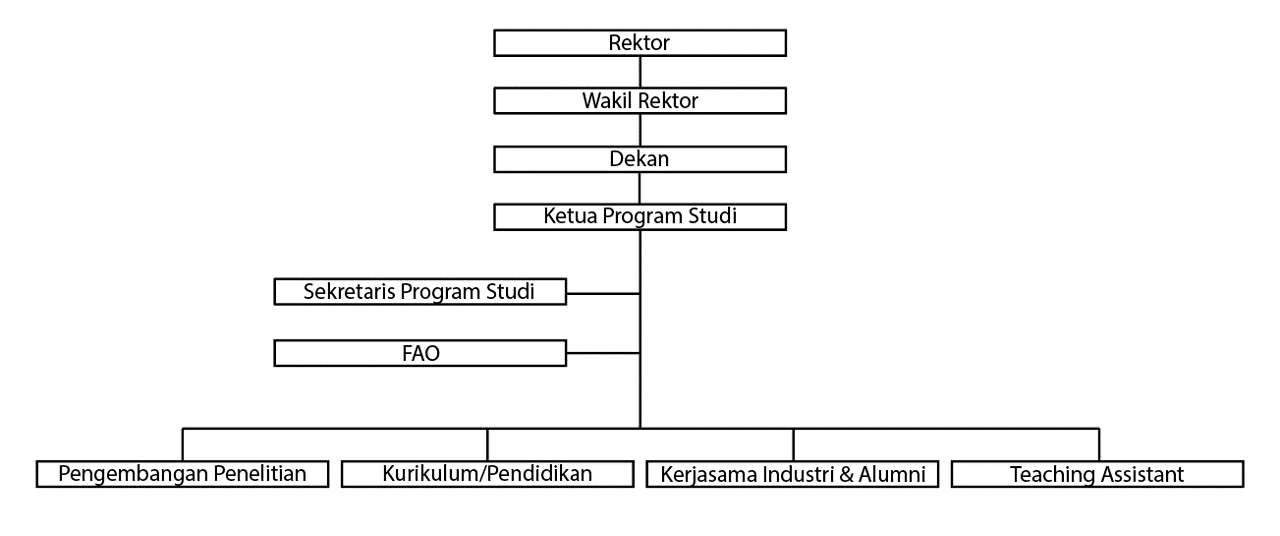 Rektor
Wakil Rektor
Dekan
Ketua Program Studi
Sekretaris Program Studi
FAO
Pengembangan Penelitian
Kurikulum/Pendidikan
Kerjasama Industri & Alumni
Teaching Assistant